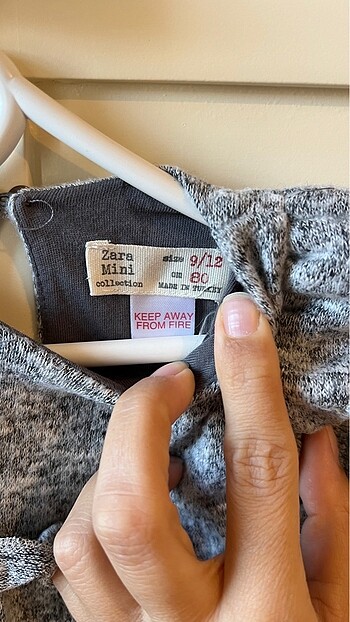 Zara
Mini
collection
size 9/12
cm 80
MADE IN TURKEY
KEEP AWAY
FROM FIRE